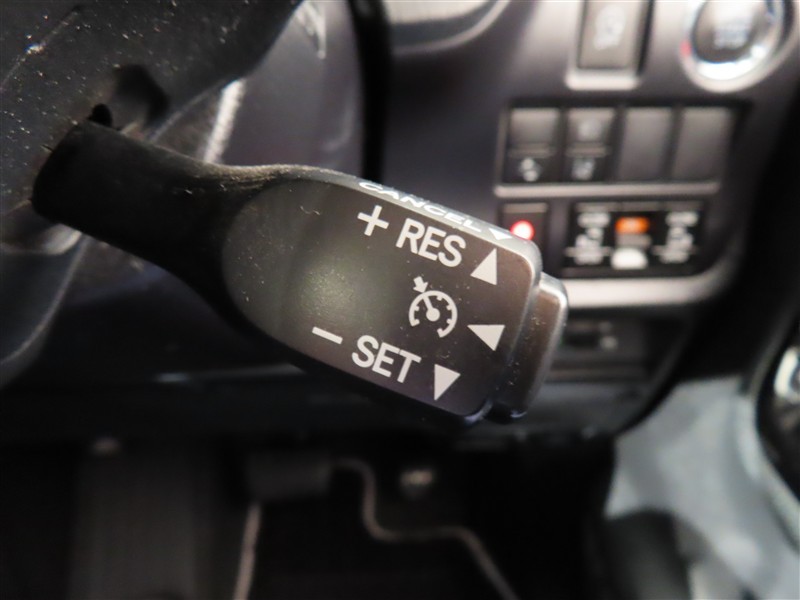 CANCEL
+ RES
- SET